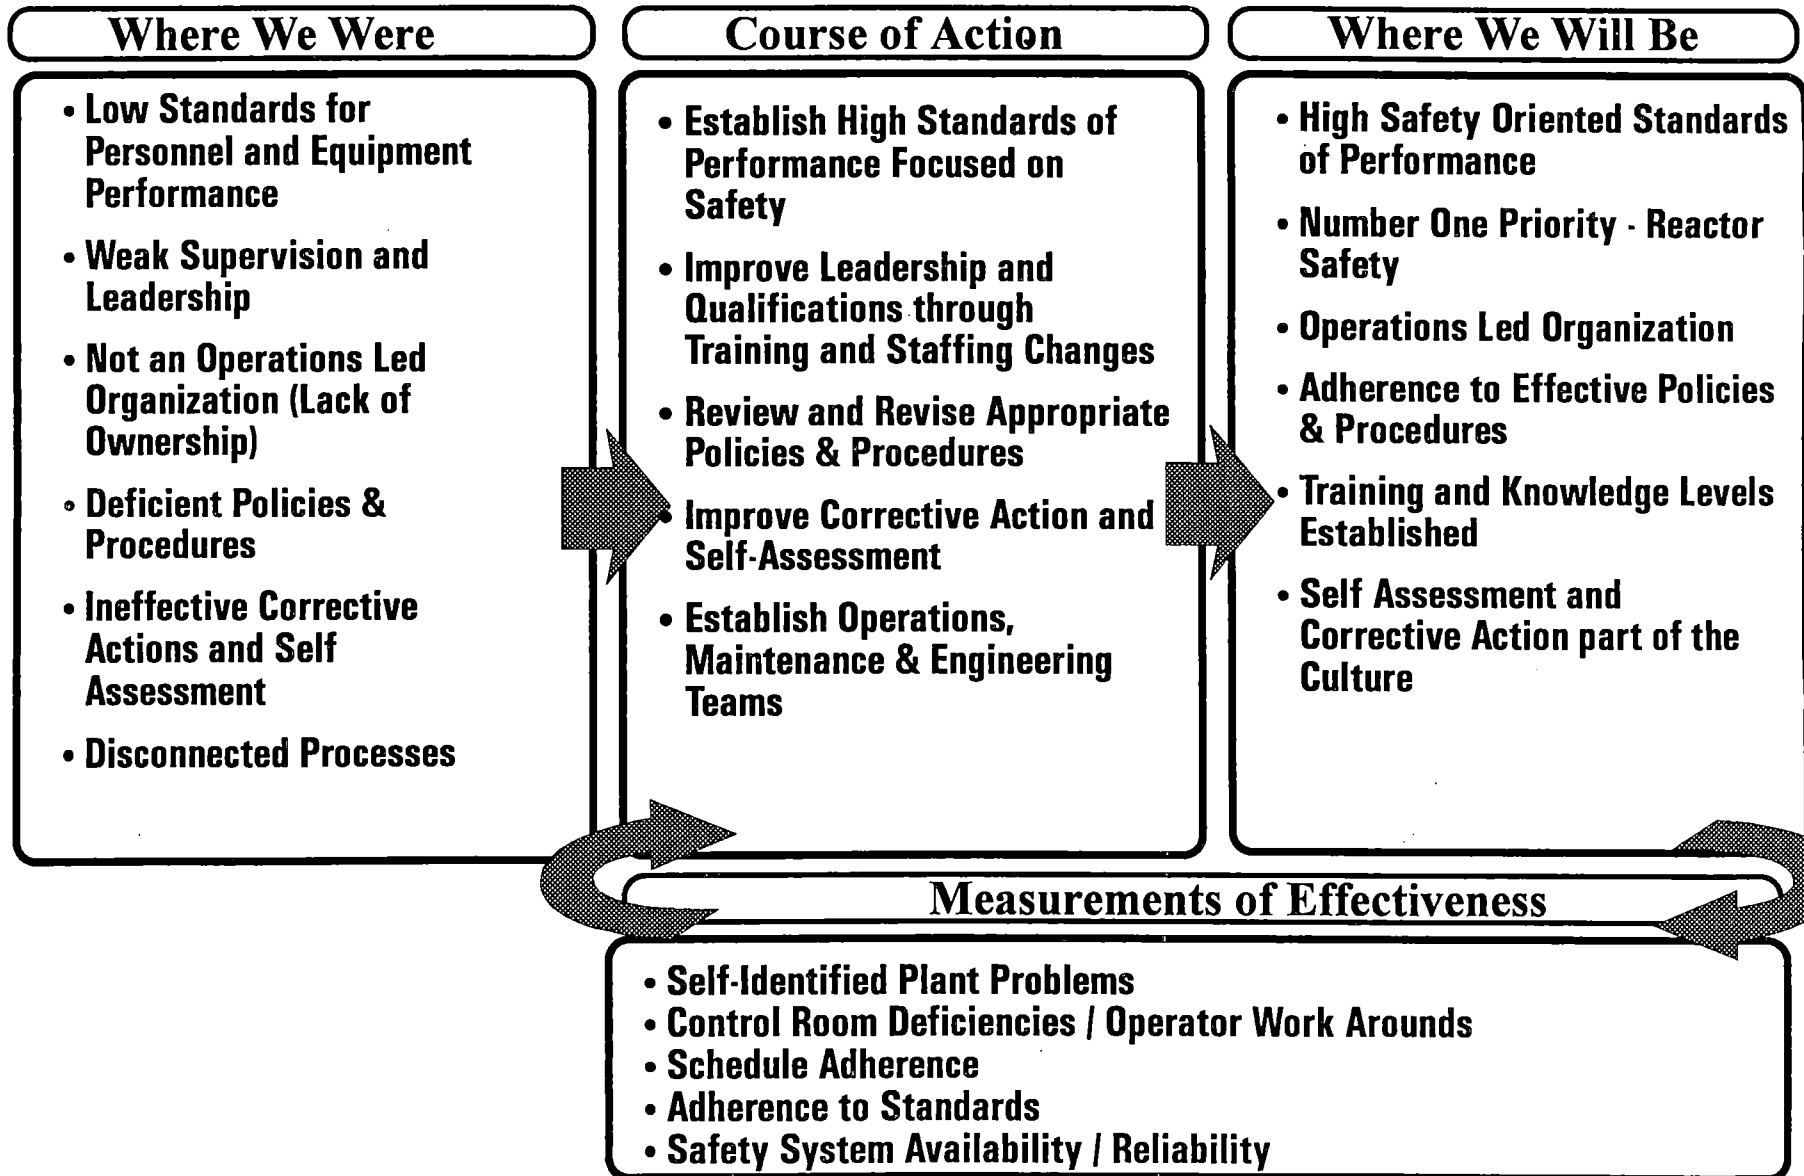 Where We Were
• Low Standards for
Personnel and Equipment
Performance
• Weak Supervision and
Leadership
• Not an Operations Led
Organization (Lack of
Ownership)
• Deficient Policies &
Procedures
• Ineffective Corrective
Actions and Self
Assessment
• Disconnected Processes
Course of Action
• Establish High Standards of
Performance Focused on
Safety
• Improve Leadership and
Qualifications through
Training and Staffing Changes
• Review and Revise Appropriate
Policies & Procedures
• Improve Corrective Action and
Self-Assessment
• Establish Operations,
Maintenance & Engineering
Teams
Where We Will Be
• High Safety Oriented Standards
of Performance
• Number One Priority - Reactor
Safety
• Operations Led Organization
• Adherence to Effective Policies
& Procedures
• Training and Knowledge Levels
Established
• Self Assessment and
Corrective Action part of the
Culture
Measurements of Effectiveness
• Self-Identified Plant Problems
• Control Room Deficiencies / Operator Work Arounds
• Schedule Adherence
• Adherence to Standards
• Safety System Availability / Reliability